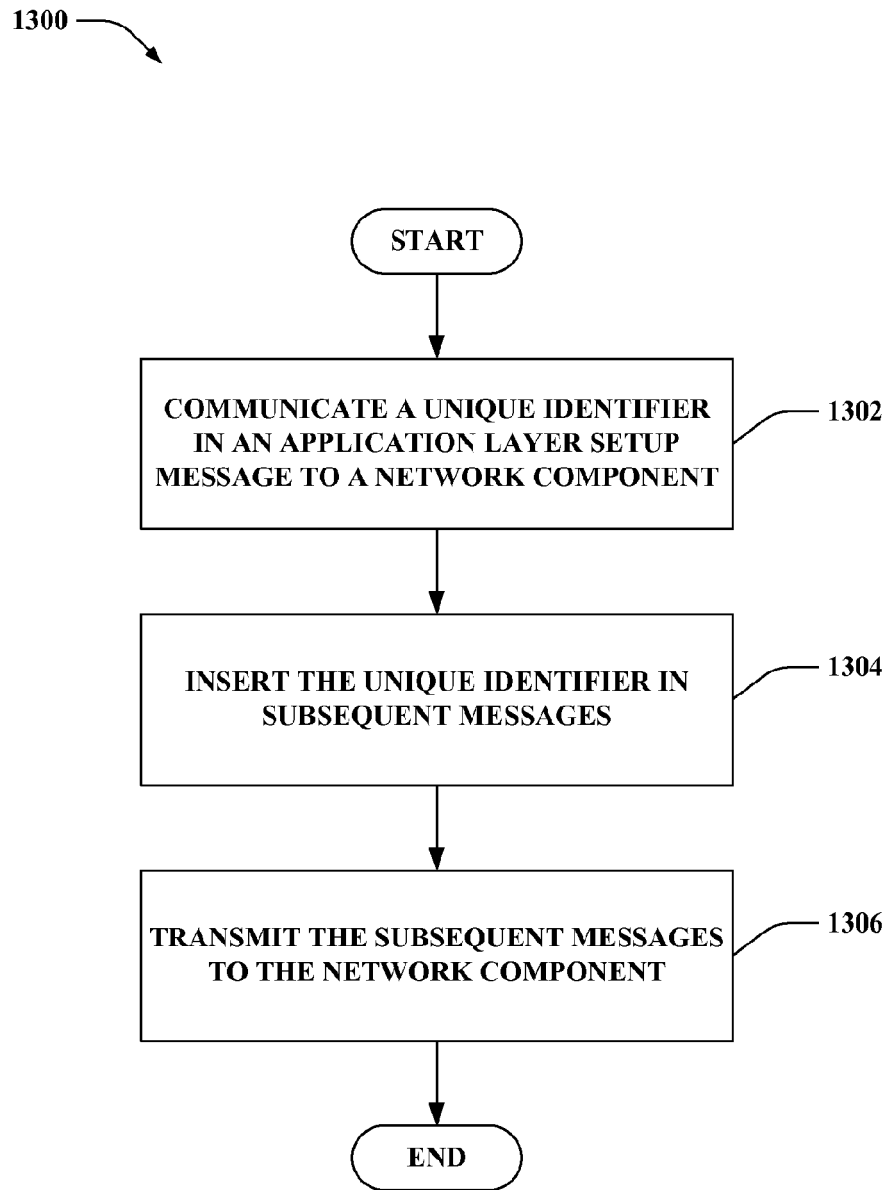 1300
START
COMMUNICATE A UNIQUE IDENTIFIER
IN AN APPLICATION LAYER SETUP
MESSAGE TO A NETWORK COMPONENT
1302
INSERT THE UNIQUE IDENTIFIER IN
SUBSEQUENT MESSAGES
1304
TRANSMIT THE SUBSEQUENT MESSAGES
TO THE NETWORK COMPONENT
1306
END